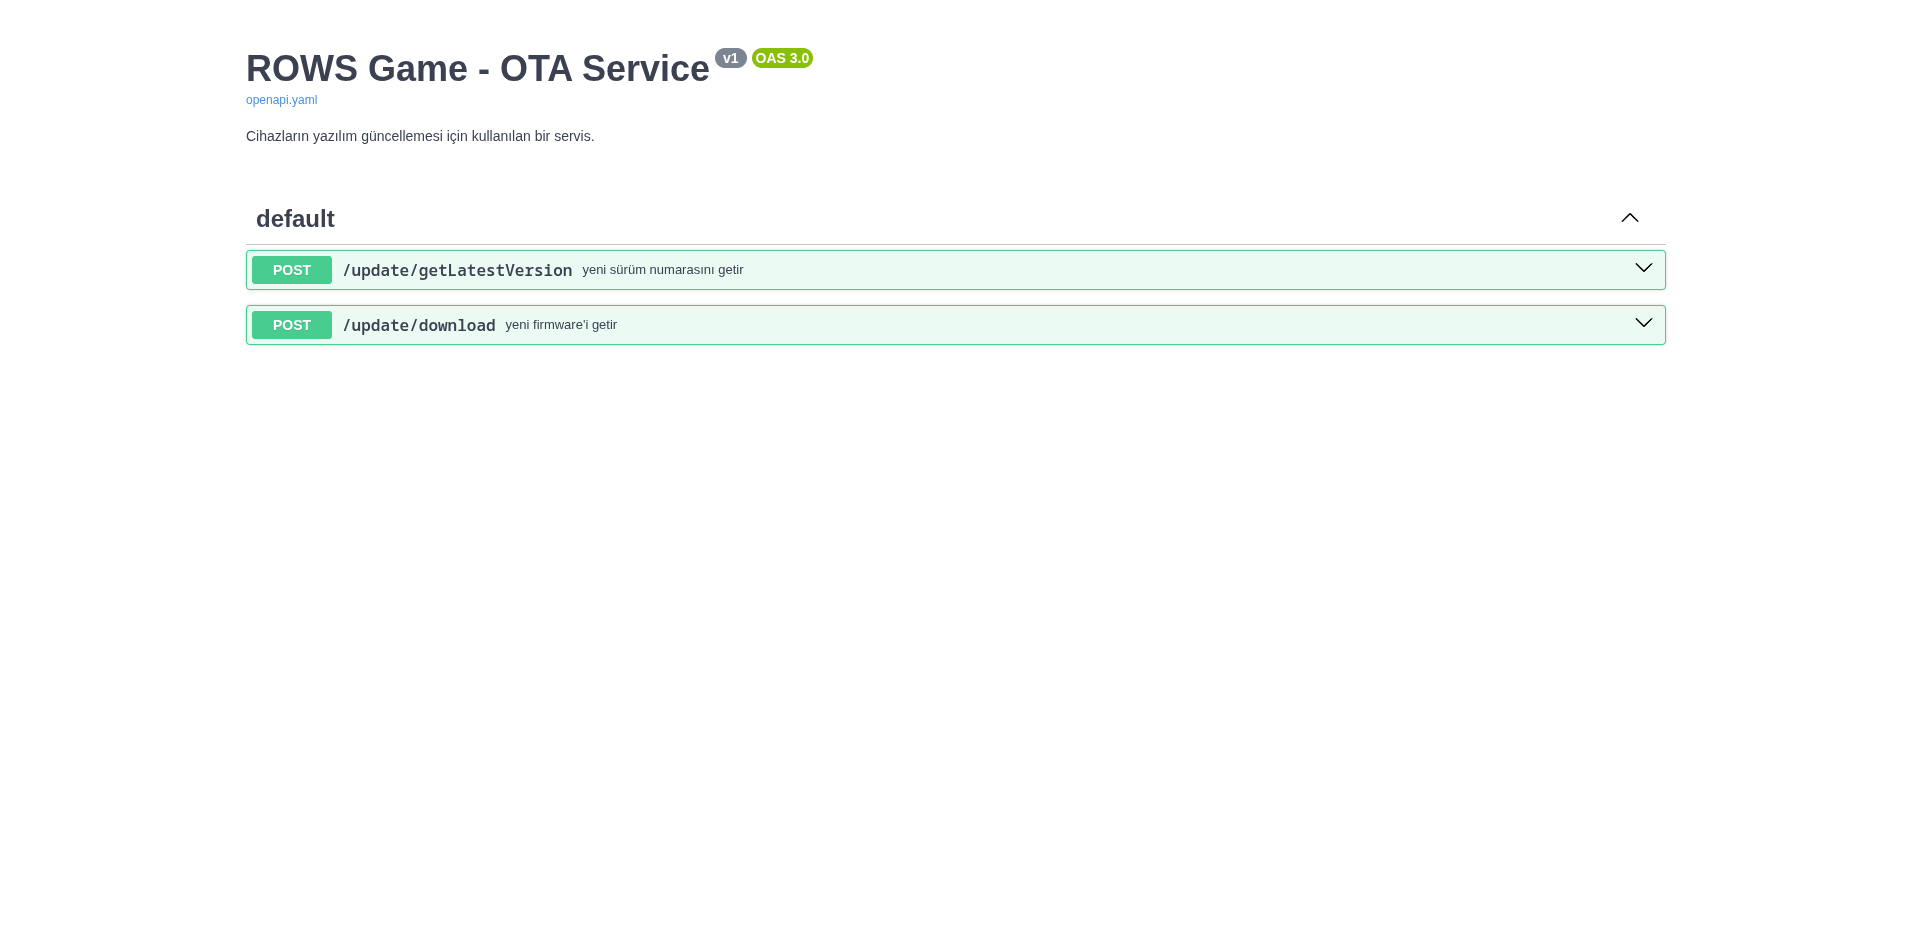 ROWS Game - OTA Service v1 OAS 3.0
openapi.yaml
Cihazların yazılım güncellemesi için kullanılan bir servis.
default
POST /update/getLatestVersion yeni sürüm numarasını getir
POST /update/download yeni firmware'i getir